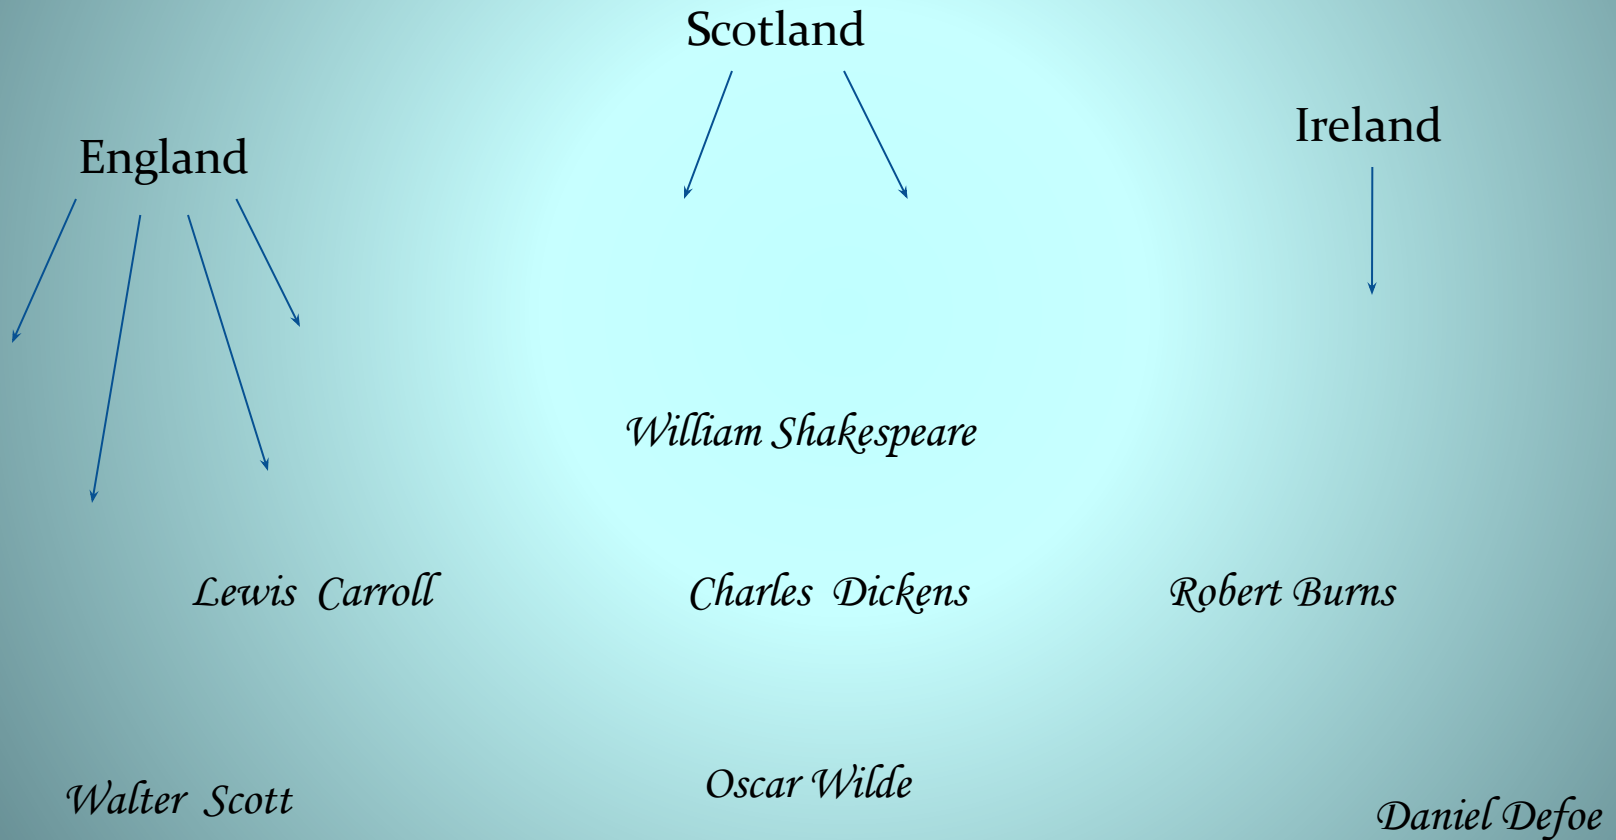 Scotland
Ireland
England
William Shakespeare
Lewis Carroll
Charles Dickens
Robert Burns
Oscar Wilde
Walter Scott
Daniel Defoe